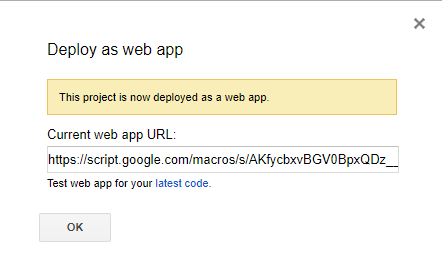 Deploy as web app
This project is now deployed as a web app.
Current web app URL:
https://script.google.com/macros/s/AKfycbxvBGV0BpxQDz__
Test web app for your latest code.
OK